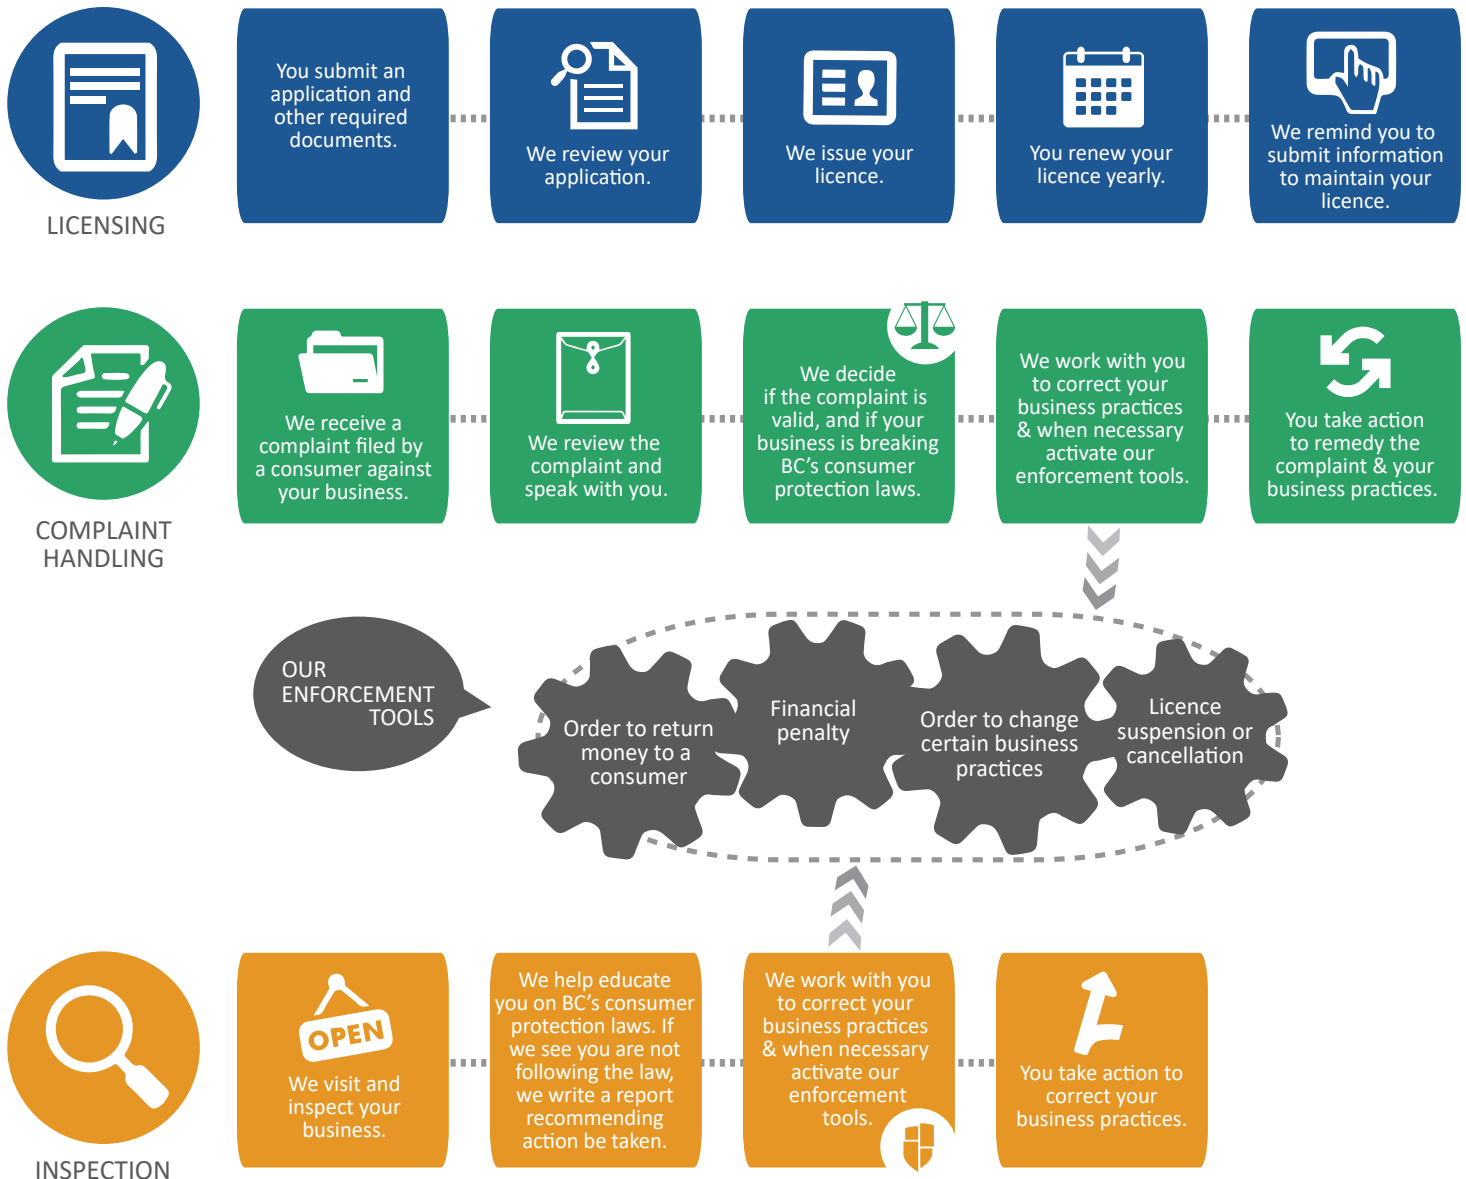 LICENSING
You submit an
application and
other required
documents.
We review your
application.
We issue your
licence.
You renew your
licence yearly.
We remind you to
submit information
to maintain your
licence.
COMPLAINT
HANDLING
We receive a
complaint filed by
a consumer against
your business.
We review the
complaint and
speak with you.
We decide
if the complaint is
valid, and if your
business is breaking
BC’s consumer
protection laws.
We work with you
to correct your
business practices
& when necessary
activate our
enforcement tools.
You take action
to remedy the
complaint & your
business practices.
OUR
ENFORCEMENT
TOOLS
Order to return
money to a
consumer
Financial
penalty
Order to change
certain business
practices
Licence
suspension or
cancellation
INSPECTION
OPEN
We visit and
inspect your
business.
We help educate
you on BC’s consumer
protection laws. If
we see you are not
following the law,
we write a report
recommending
action be taken.
We work with you
to correct your
business practices
& when necessary
activate our
enforcement
tools.
You take action to
correct your
business practices.